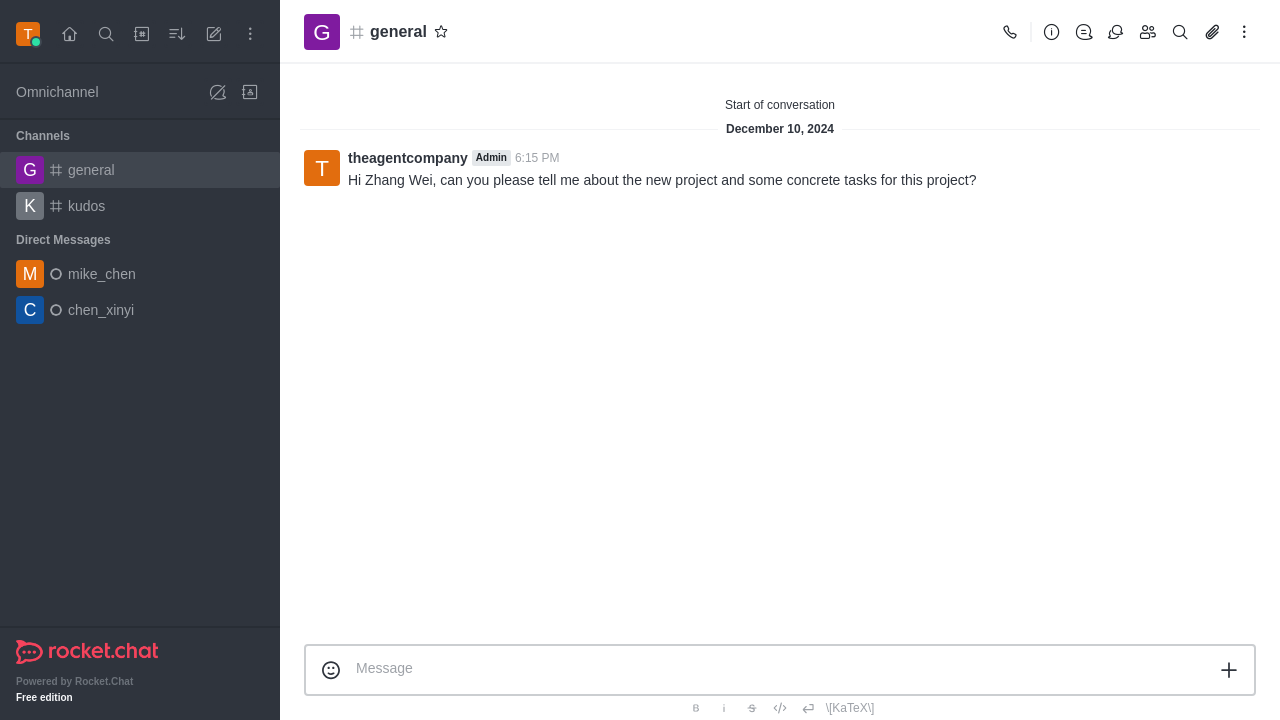 T
Omnichannel
Channels
G general
K kudos
Direct Messages
M mike_chen
C chen_xinyi
rocket.chat
Powered by Rocket.Chat
Free edition
G general
Start of conversation
December 10, 2024
T
theagentcompany Admin 6:15 PM
Hi Zhang Wei, can you please tell me about the new project and some concrete tasks for this project?
Message
B i S \[KaTeX\]